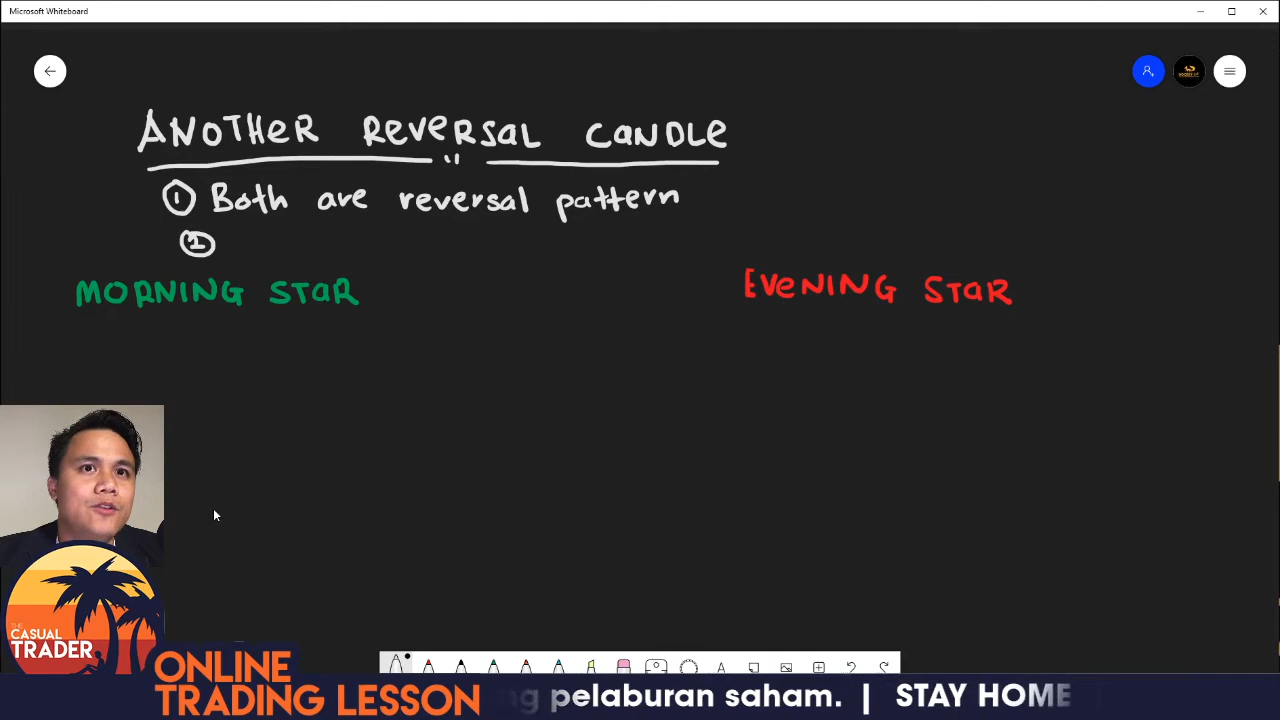 Microsoft Whiteboard
ANOTHER REVERSAL CANDLE
① Both are reversal pattern
②
MORNING STAR
EVENING STAR
THE
CASUAL
TRADER
ONLINE
TRADING LESSON
pelaburan saham. | STAY HOME